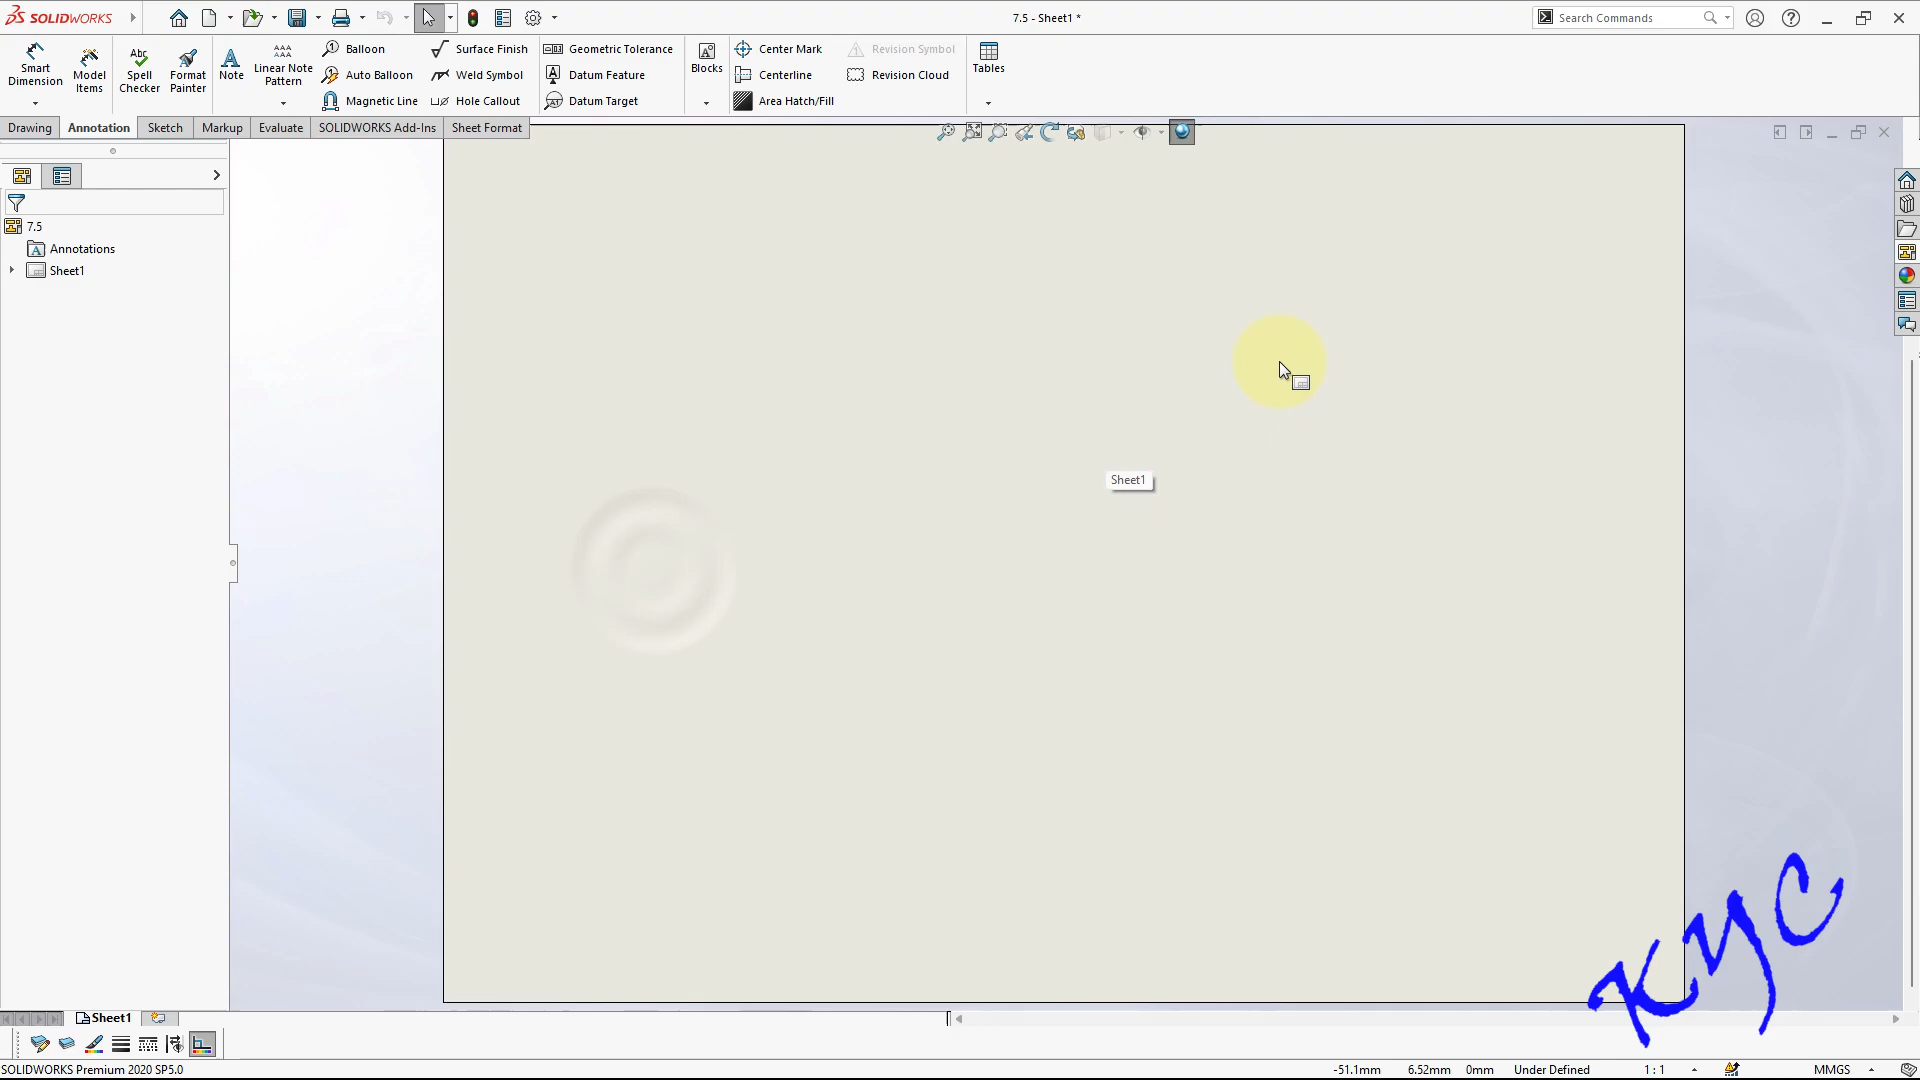 SOLIDWORKS
7.5 - Sheet1 *
Search Commands
Smart Dimension
Model Items
Spell Checker
Format Painter
Note
Linear Note Pattern
Balloon
Auto Balloon
Magnetic Line
Surface Finish
Weld Symbol
Hole Callout
Geometric Tolerance
Datum Feature
Datum Target
Blocks
Center Mark
Centerline
Area Hatch/Fill
Revision Symbol
Revision Cloud
Tables
Drawing
Annotation
Sketch
Markup
Evaluate
SOLIDWORKS Add-Ins
Sheet Format
7.5
Annotations
Sheet1
Sheet1
kyc
Sheet1
SOLIDWORKS Premium 2020 SP5.0
-51.1mm
6.52mm
0mm
Under Defined
1 : 1
MMGS